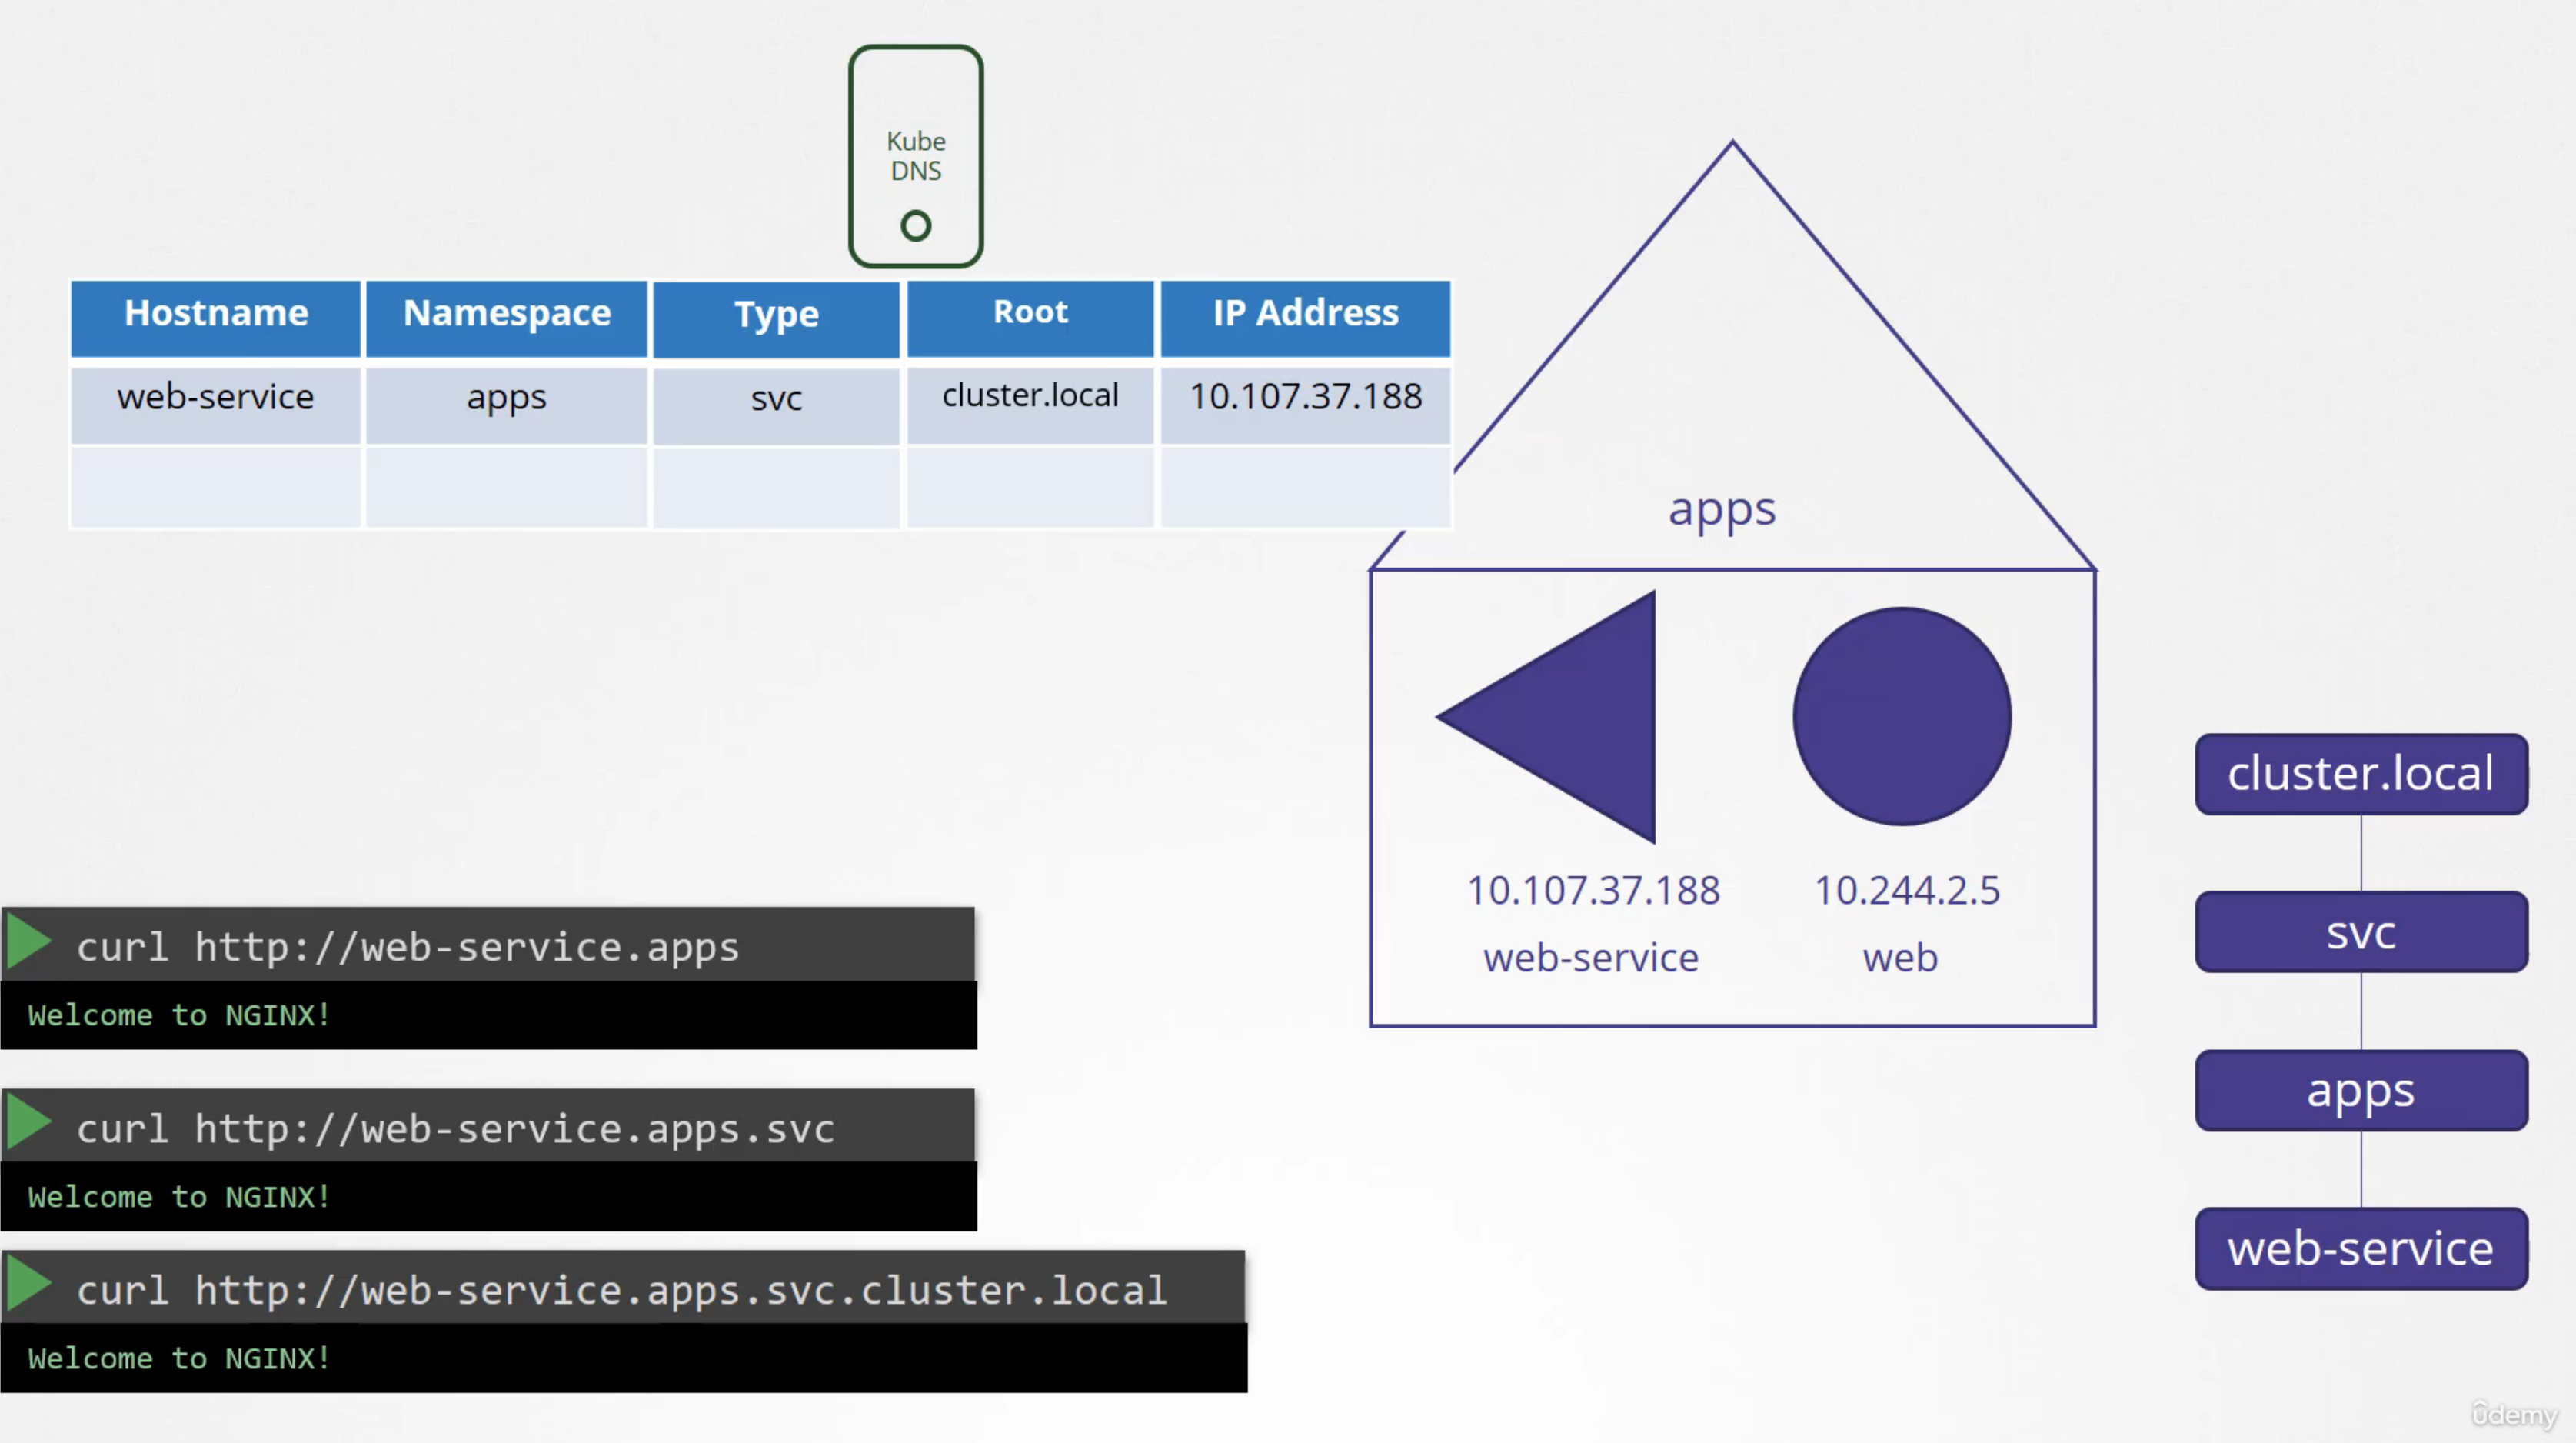 Kube
DNS
Hostname Namespace Type Root IP Address
web-service apps svc cluster.local 10.107.37.188
apps
10.107.37.188 10.244.2.5
web-service web
cluster.local
svc
apps
web-service
curl http://web-service.apps
Welcome to NGINX!
curl http://web-service.apps.svc
Welcome to NGINX!
curl http://web-service.apps.svc.cluster.local
Welcome to NGINX!
ûdemy